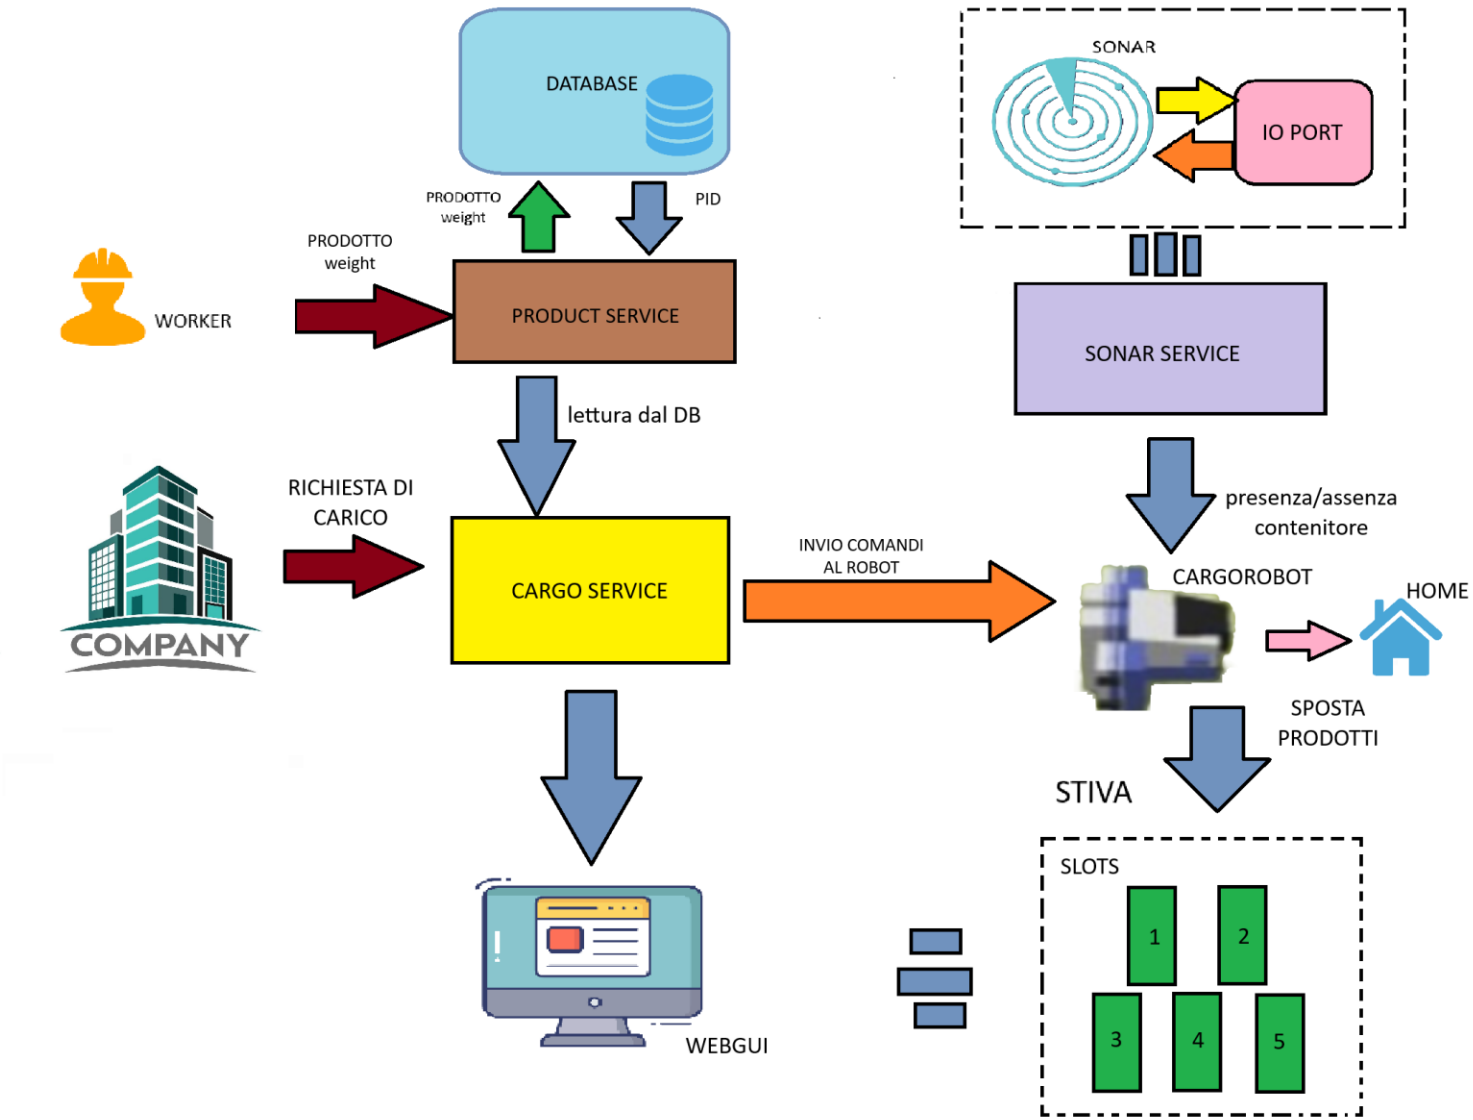 DATABASE
SONAR
IO PORT
PRODOTTO
weight
PID
PRODOTTO
weight
WORKER
PRODUCT SERVICE
SONAR SERVICE
lettura dal DB
RICHIESTA DI
CARICO
COMPANY
CARGO SERVICE
INVIO COMANDI
AL ROBOT
presenza/assenza
contenitore
CARGOROBOT
HOME
SPOSTA
PRODOTTI
STIVA
SLOTS
1
2
3
4
5
WEBGUI